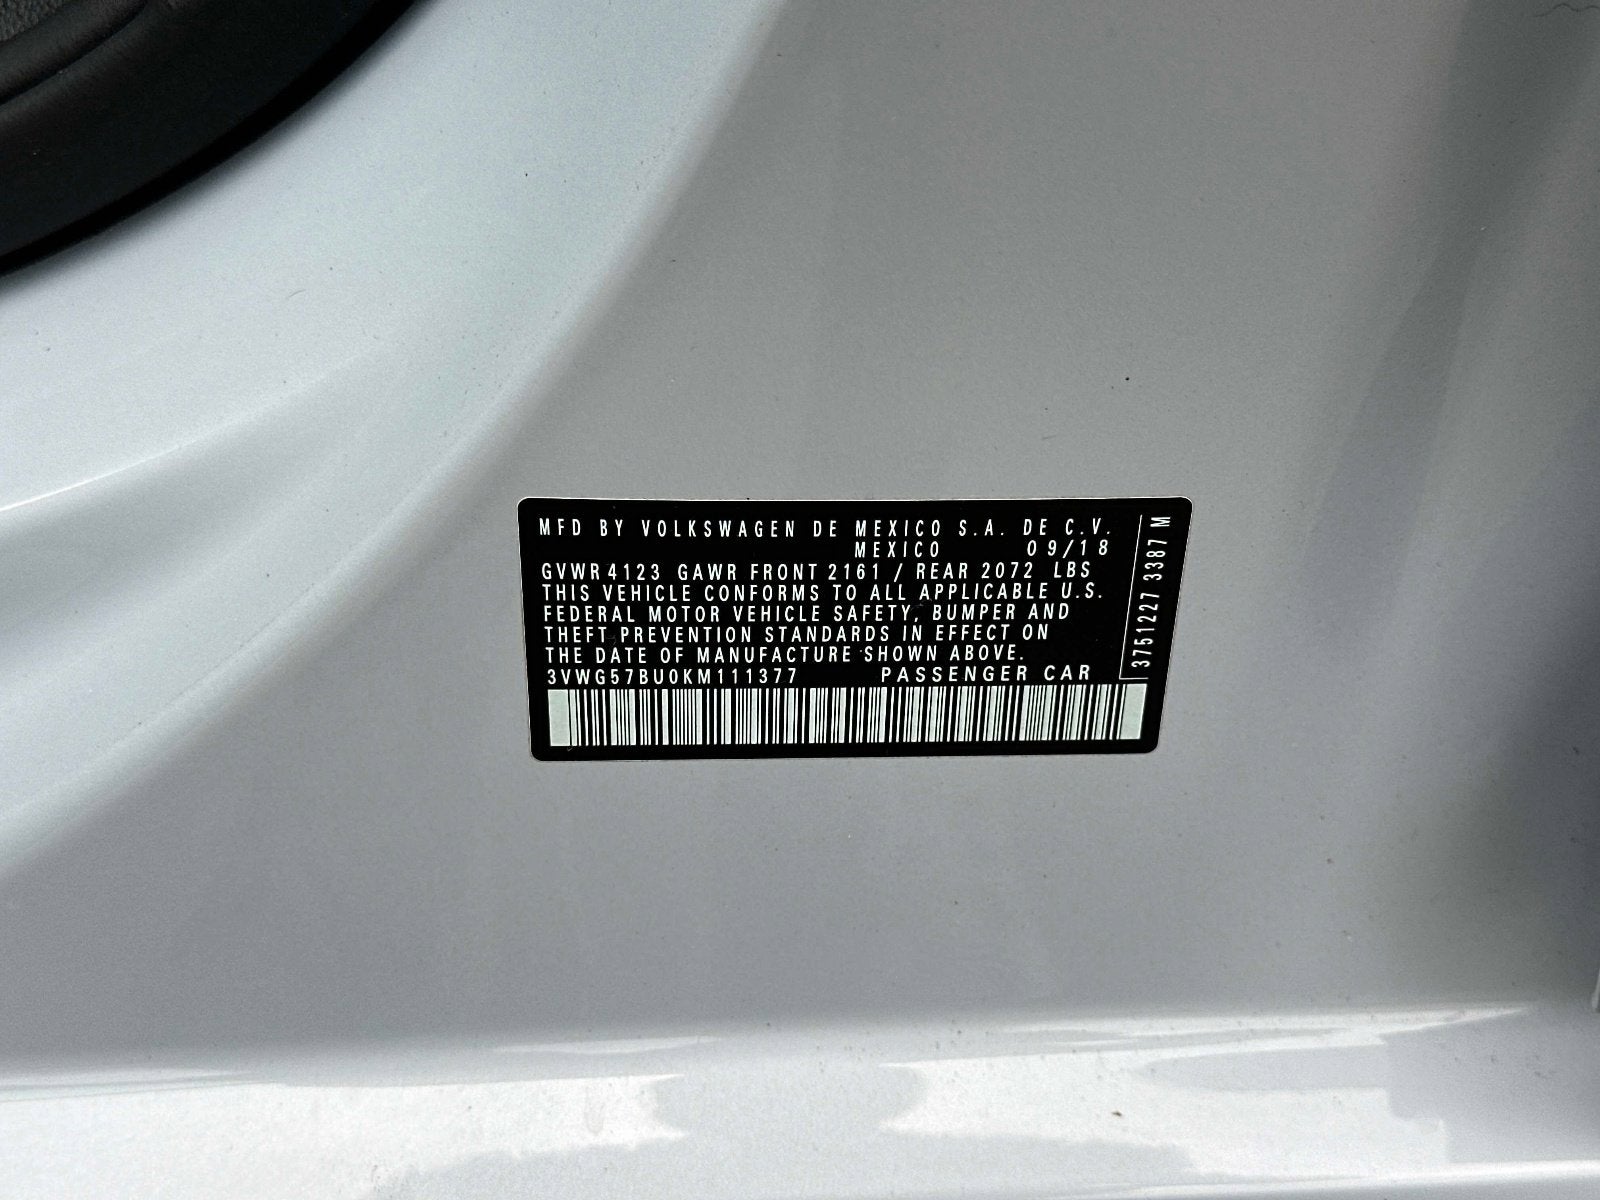 MFD BY VOLKSWAGEN DE MEXICO S.A. DE C.V.
MEXICO 09/18
GVWR 4123 GAWR FRONT 2161 / REAR 2072 LBS
THIS VEHICLE CONFORMS TO ALL APPLICABLE U.S.
FEDERAL MOTOR VEHICLE SAFETY, BUMPER AND
THEFT PREVENTION STANDARDS IN EFFECT ON
THE DATE OF MANUFACTURE SHOWN ABOVE.
3VWG57BU0KM111377 PASSENGER CAR
3751227 3387 M